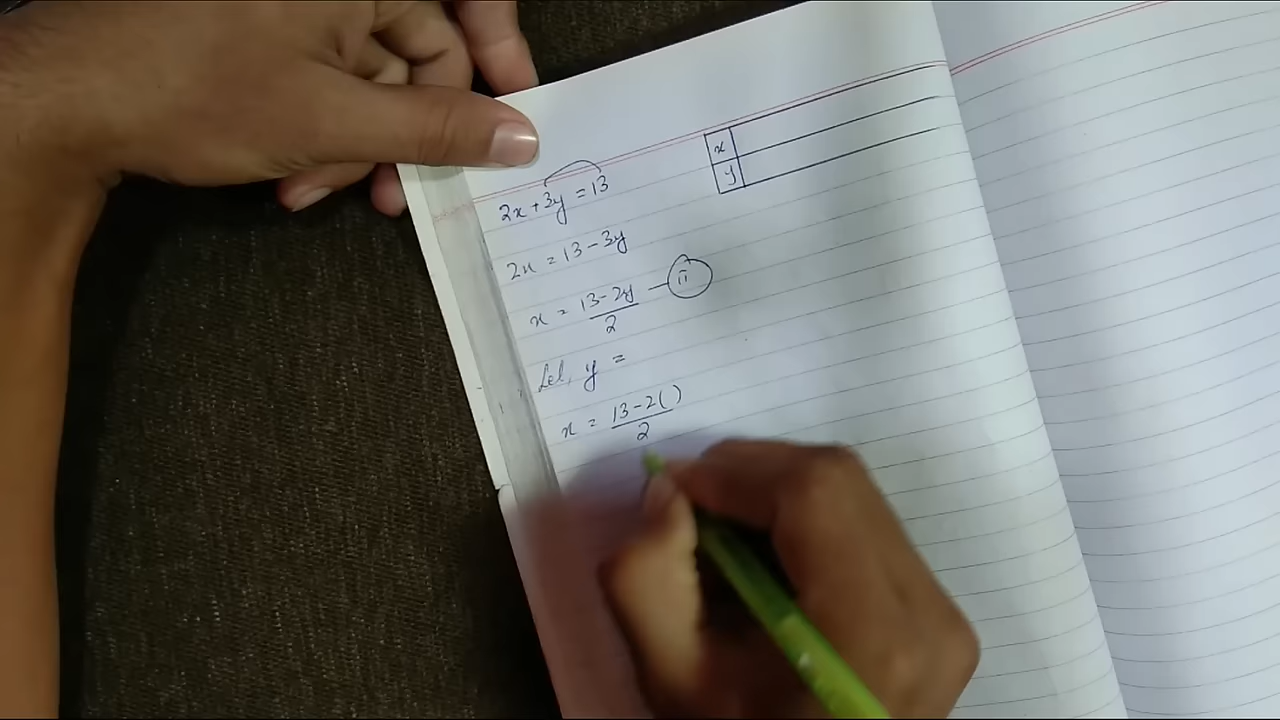 2x + 3y = 13
2x = 13 - 3y
x = 13 - 2y / 2 — (ii)
Let, y =
x = 13 - 2( ) / 2
x
y